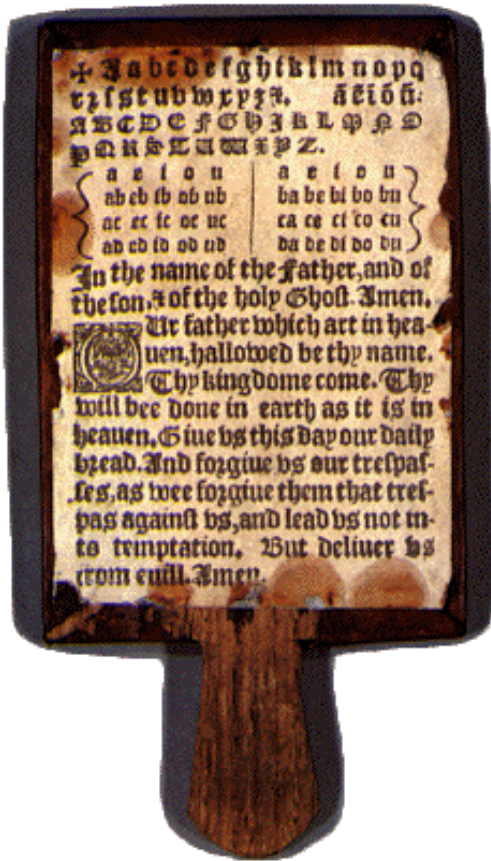 ✠ A a b c d e f g h i k l m n o p q
r ꝛ ſ s t u v w x y z ⁊. ã ẽ ĩ õ ũ:
A B C D E F G H I K L M N O
P Q R S T U W X Y Z.
a e i o u a e i o u
ab eb ib ob ub ba be bi bo bu
ac ec ic oc uc ca ce ci co cu
ad ed id od ud da de di do du
In the name of the Father, and of
the ſon, ⁊ of the holy Ghoſt. Amen.
OUr father which art in hea-
uen, hallowed be thy name.
Thy kingdome come. Thy
will bee done in earth as it is in
heauen. Giue vs this day our daily
bread. And forgiue vs our treſpaſ-
ſes, as wee forgiue them that treſ-
pas againſt vs, and lead vs not in-
to temptation. But deliuer vs
from euill. Amen.